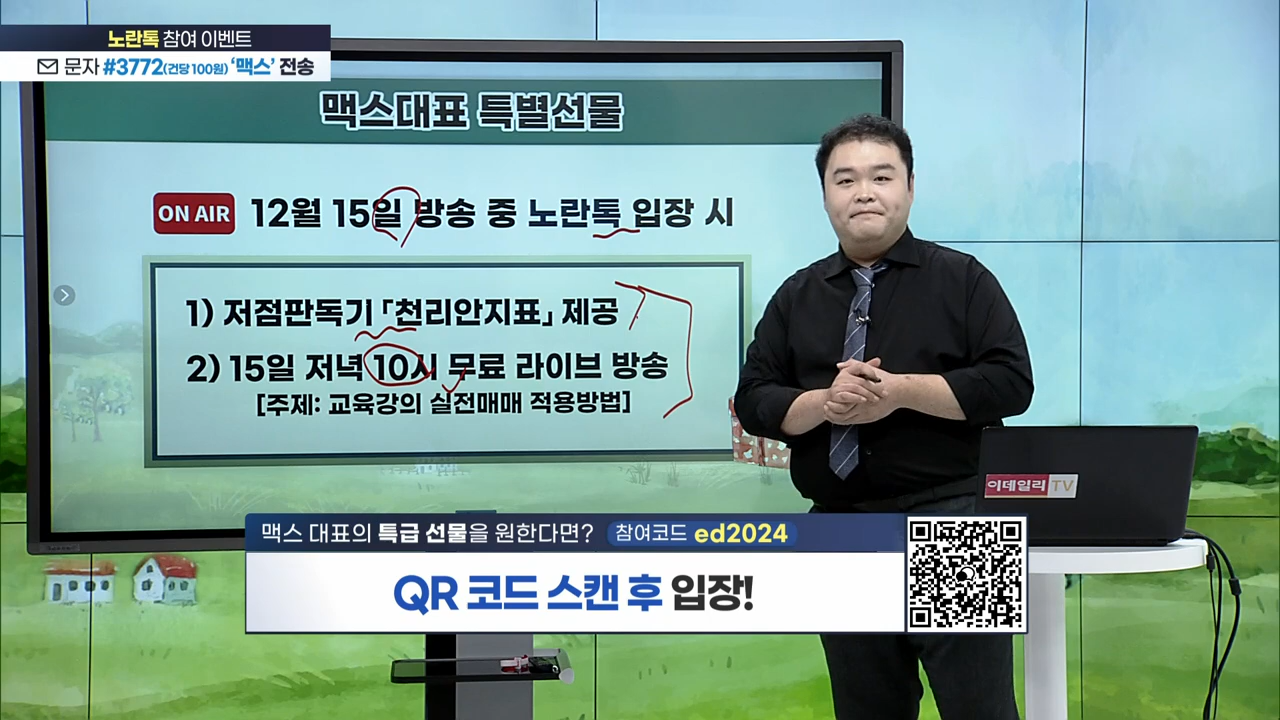 노란톡 참여 이벤트
문자 #3772(건당 100원) '맥스' 전송
맥스대표 특별선물
ON AIR 12월 15일 방송 중 노란톡 입장 시
1) 저점판독기 「천리안지표」 제공
2) 15일 저녁 10시 무료 라이브 방송
[주제: 교육강의 실전매매 적용방법]
이데일리TV
맥스 대표의 특급 선물을 원한다면? 참여코드 ed2024
QR 코드 스캔 후 입장!